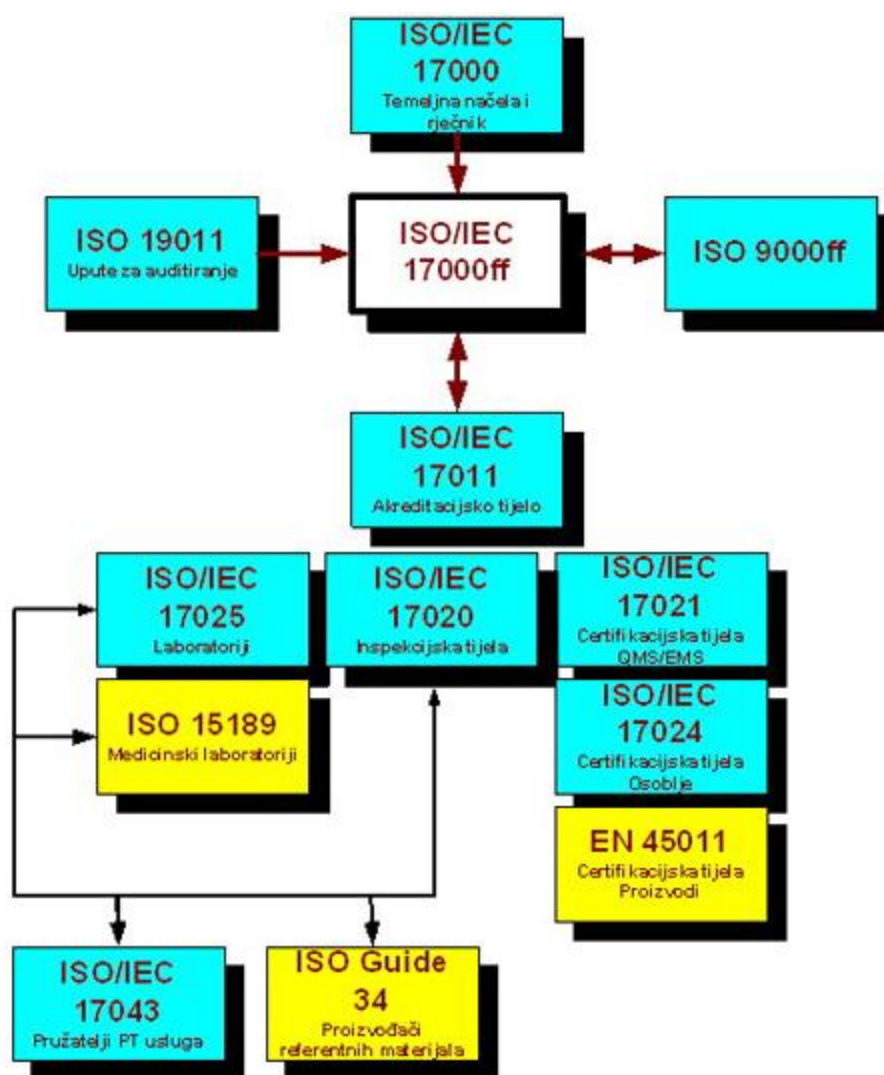 ISO/IEC
17000
Temeljna načela i
rječnik
ISO 19011
Upute za auditiranje
ISO/IEC
17000ff
ISO 9000ff
ISO/IEC
17011
Akreditacijsko tijelo
ISO/IEC
17025
Laboratoriji
ISO/IEC
17020
Inspekcijska tijela
ISO/IEC
17021
Certifikacijska tijela
QMS/EMS
ISO 15189
Medicinski laboratoriji
ISO/IEC
17024
Certifikacijska tijela
Osoblje
EN 45011
Certifikacijska tijela
Proizvodi
ISO/IEC
17043
Pružatelji PT usluga
ISO Guide
34
Proizvođači
referentnih materijala